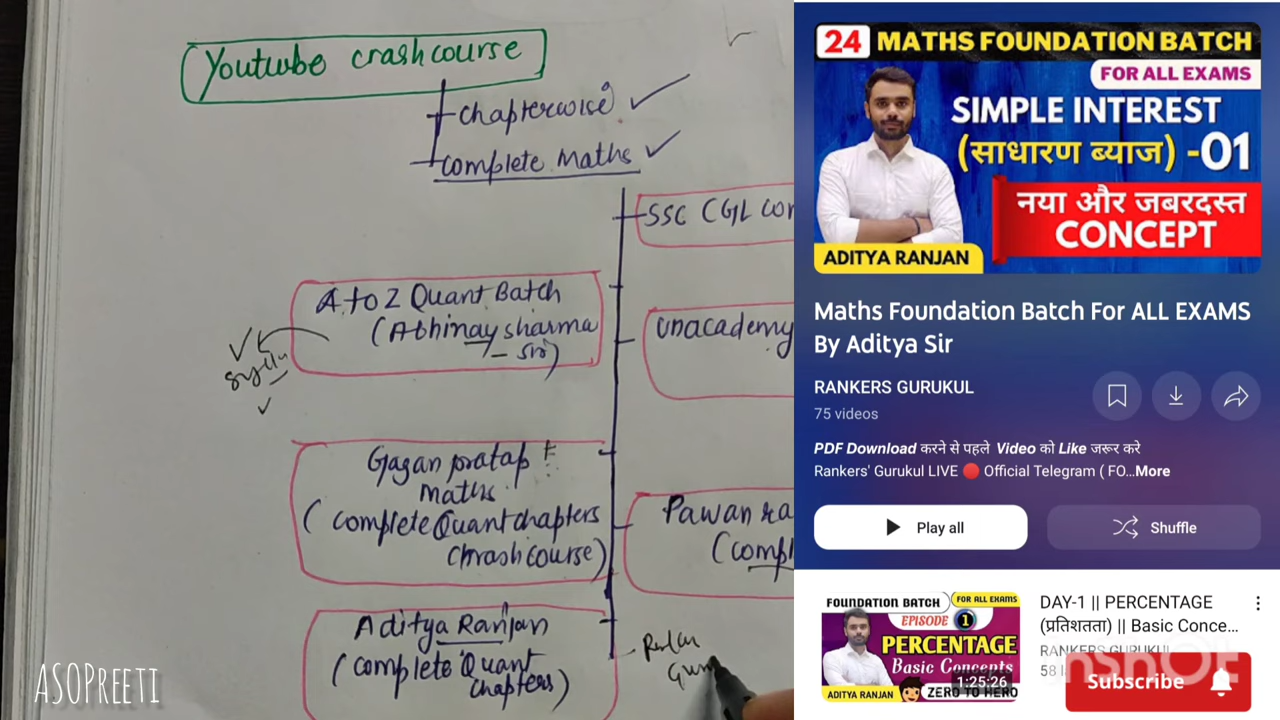 Youtube crashcourse
chapterwise
complete Maths
SSC CGL
A to Z Quant Batch
(Abhinay sharma
- Sir)
unacademy
Gagan pratap
maths
(complete Quant chapters
crash course)
Pawan ra
(compl
Aditya Ranjan
(complete Quant
chapters)
ASOPREETI
24 MATHS FOUNDATION BATCH
FOR ALL EXAMS
SIMPLE INTEREST
(साधारण ब्याज) -01
नया और जबरदस्त
CONCEPT
ADITYA RANJAN
Maths Foundation Batch For ALL EXAMS
By Aditya Sir
RANKERS GURUKUL
75 videos
PDF Download करने से पहले Video को Like जरूर करे
Rankers' Gurukul LIVE 🔴 Official Telegram ( FO...More
Play all
Shuffle
FOUNDATION BATCH
FOR ALL EXAMS
EPISODE 1
PERCENTAGE
Basic Concepts
1:25:26
ADITYA RANJAN
ZERO TO HERO
DAY-1 || PERCENTAGE
(प्रतिशतता) || Basic Conce...
RANKERS GURUKUL
Subscribe